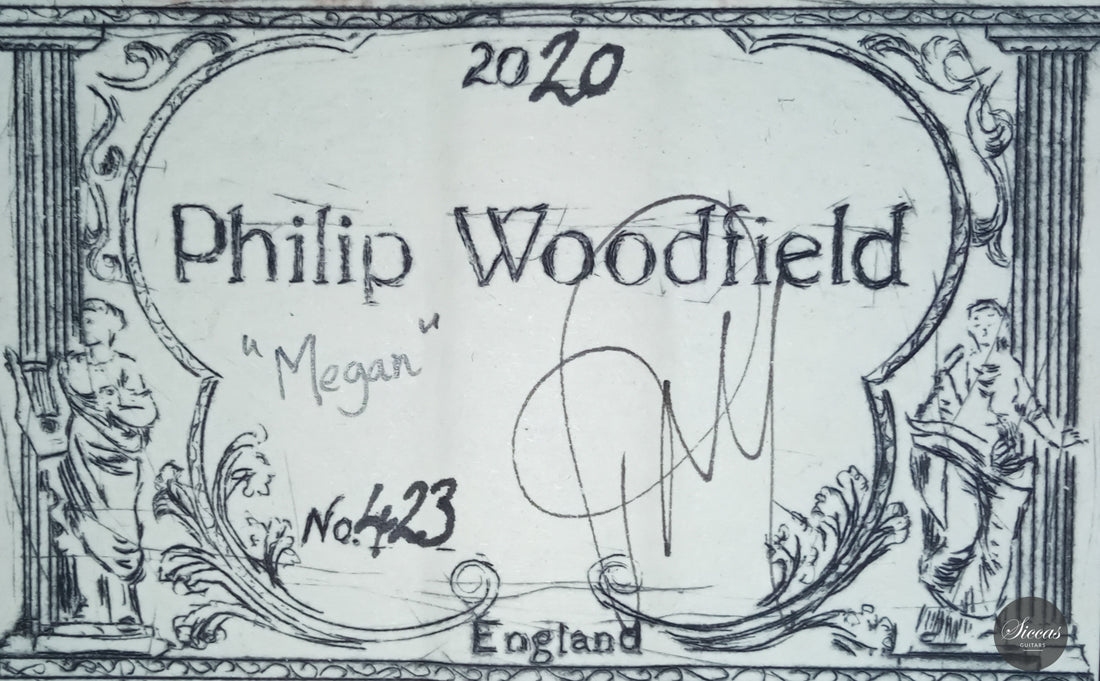 2020
Philip Woodfield
"Megan"
No. 423
England
Siccas
GUITARS